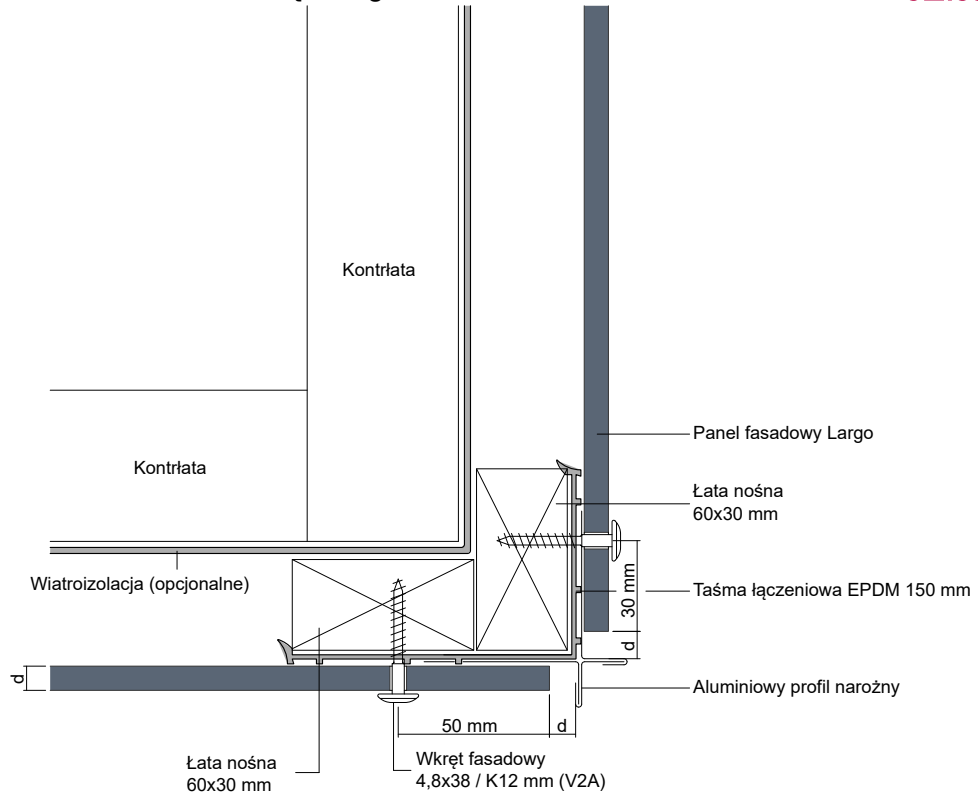 Kontrłata
Kontrłata
Panel fasadowy Largo
Łata nośna
60x30 mm
Wiatroizolacja (opcjonalne)
30 mm
Taśma łączeniowa EPDM 150 mm
d
d
Aluminiowy profil narożny
50 mm
d
Łata nośna
60x30 mm
Wkręt fasadowy
4,8x38 / K12 mm (V2A)